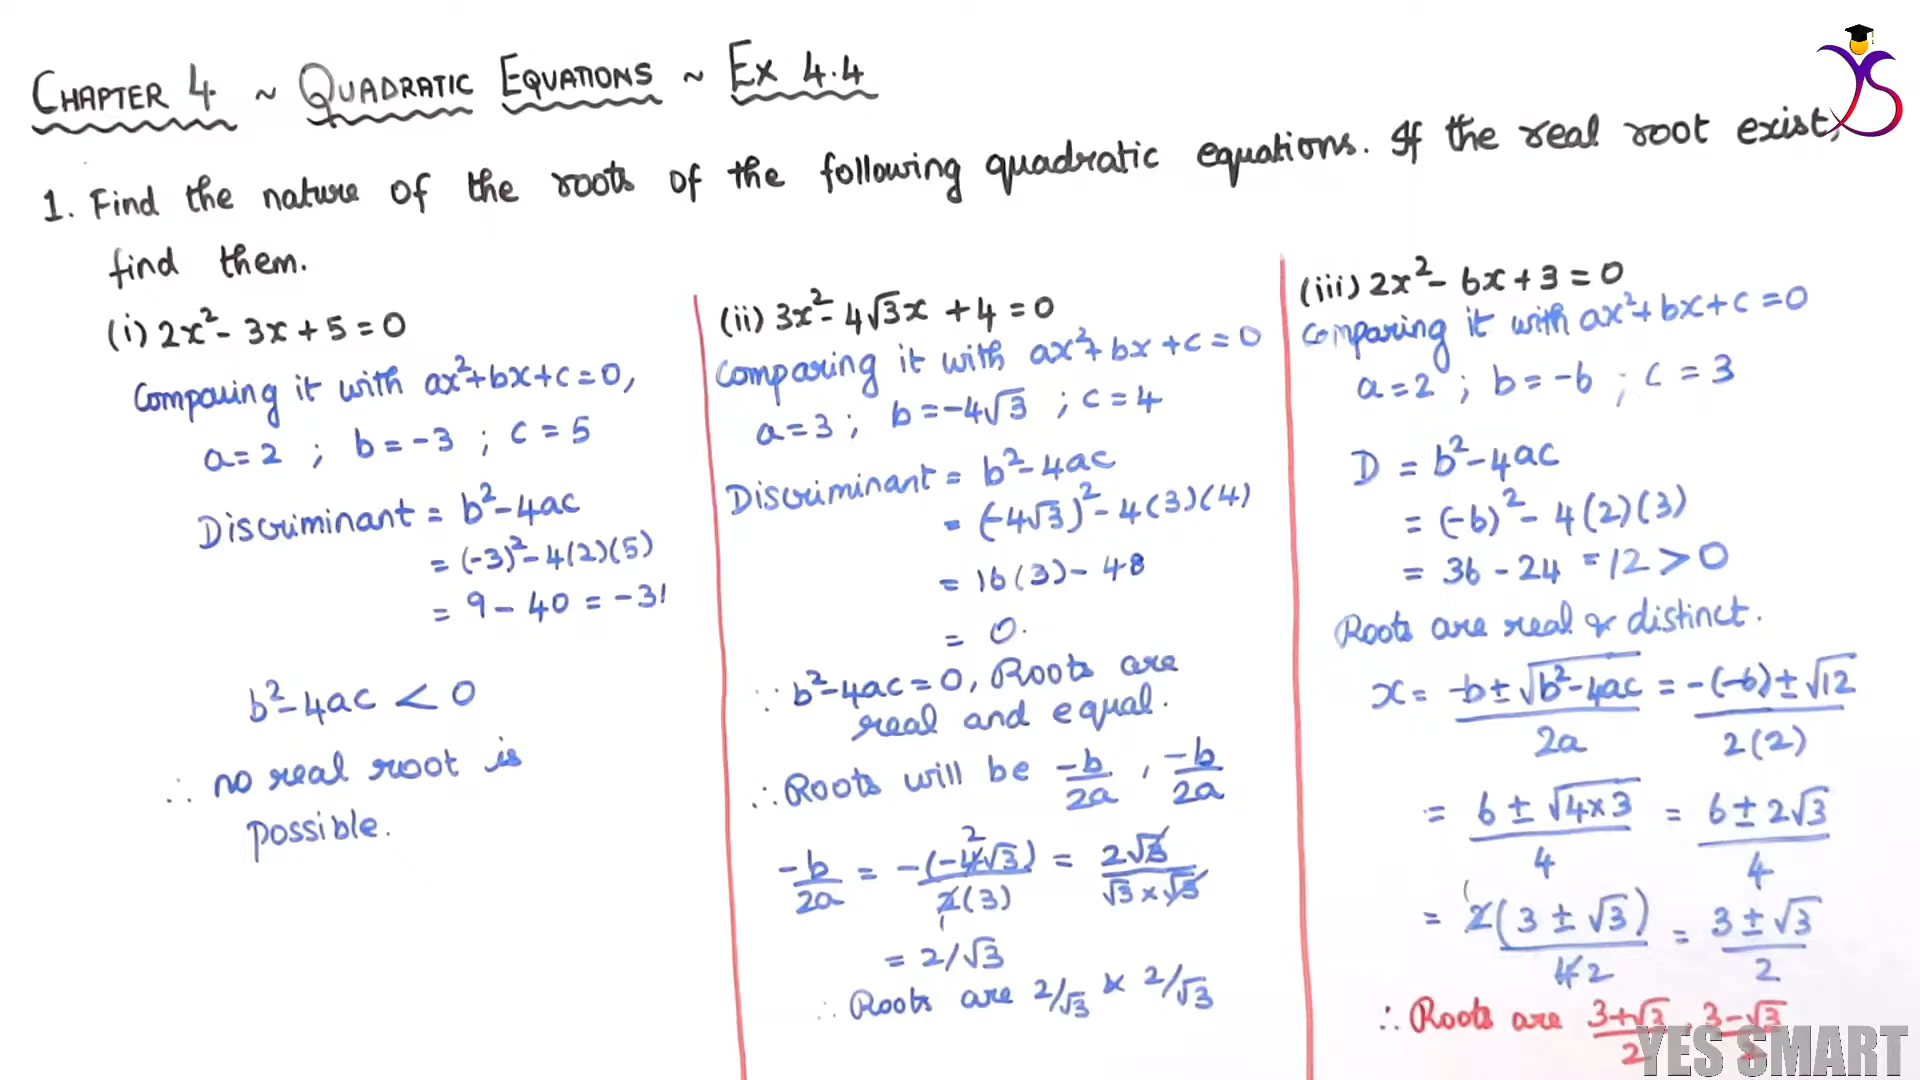 CHAPTER 4 ~ QUADRATIC EQUATIONS ~ EX 4.4
1. Find the nature of the roots of the following quadratic equations. If the real root exist,
find them.
(i) 2x² - 3x + 5 = 0
Comparing it with ax²+bx+c=0,
a=2 ; b=-3 ; c=5
Discriminant = b²-4ac
= (-3)²-4(2)(5)
= 9 - 40 = -31
b²-4ac < 0
∴ no real root is
possible.
(ii) 3x²-4√3x + 4 = 0
Comparing it with ax²+bx+c=0
a=3 ; b=-4√3 ; c=4
Discriminant = b²-4ac
= (-4√3)²-4(3)(4)
= 16(3) - 48
= 0.
∵ b²-4ac=0, Roots are
real and equal.
∴ Roots will be -b/2a , -b/2a
-b/2a = -(-4√3)/2(3) = 2√3/√3×√3
= 2/√3
∴ Roots are 2/√3 & 2/√3
(iii) 2x² - 6x + 3 = 0
Comparing it with ax²+bx+c=0
a=2 ; b=-6 ; c=3
D = b²-4ac
= (-6)² - 4(2)(3)
= 36 - 24 = 12 > 0
Roots are real & distinct.
x = -b±√b²-4ac/2a = -(-6)±√12/2(2)
= 6±√4×3/4 = 6±2√3/4
= 2(3±√3)/4 2 = 3±√3/2
∴ Roots are 3+√3/2, 3-√3/2
YES SMART